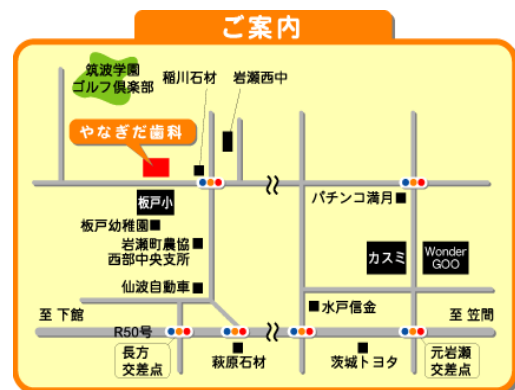 ご案内
筑波学園
ゴルフ倶楽部
稲川石材
岩瀬西中
やなぎだ歯科
板戸小
パチンコ満月
板戸幼稚園
岩瀬町農協
西部中央支所
カスミ
Wonder
GOO
仙波自動車
水戸信金
至 下館
至 笠間
R50号
長方
交差点
萩原石材
茨城トヨタ
元岩瀬
交差点